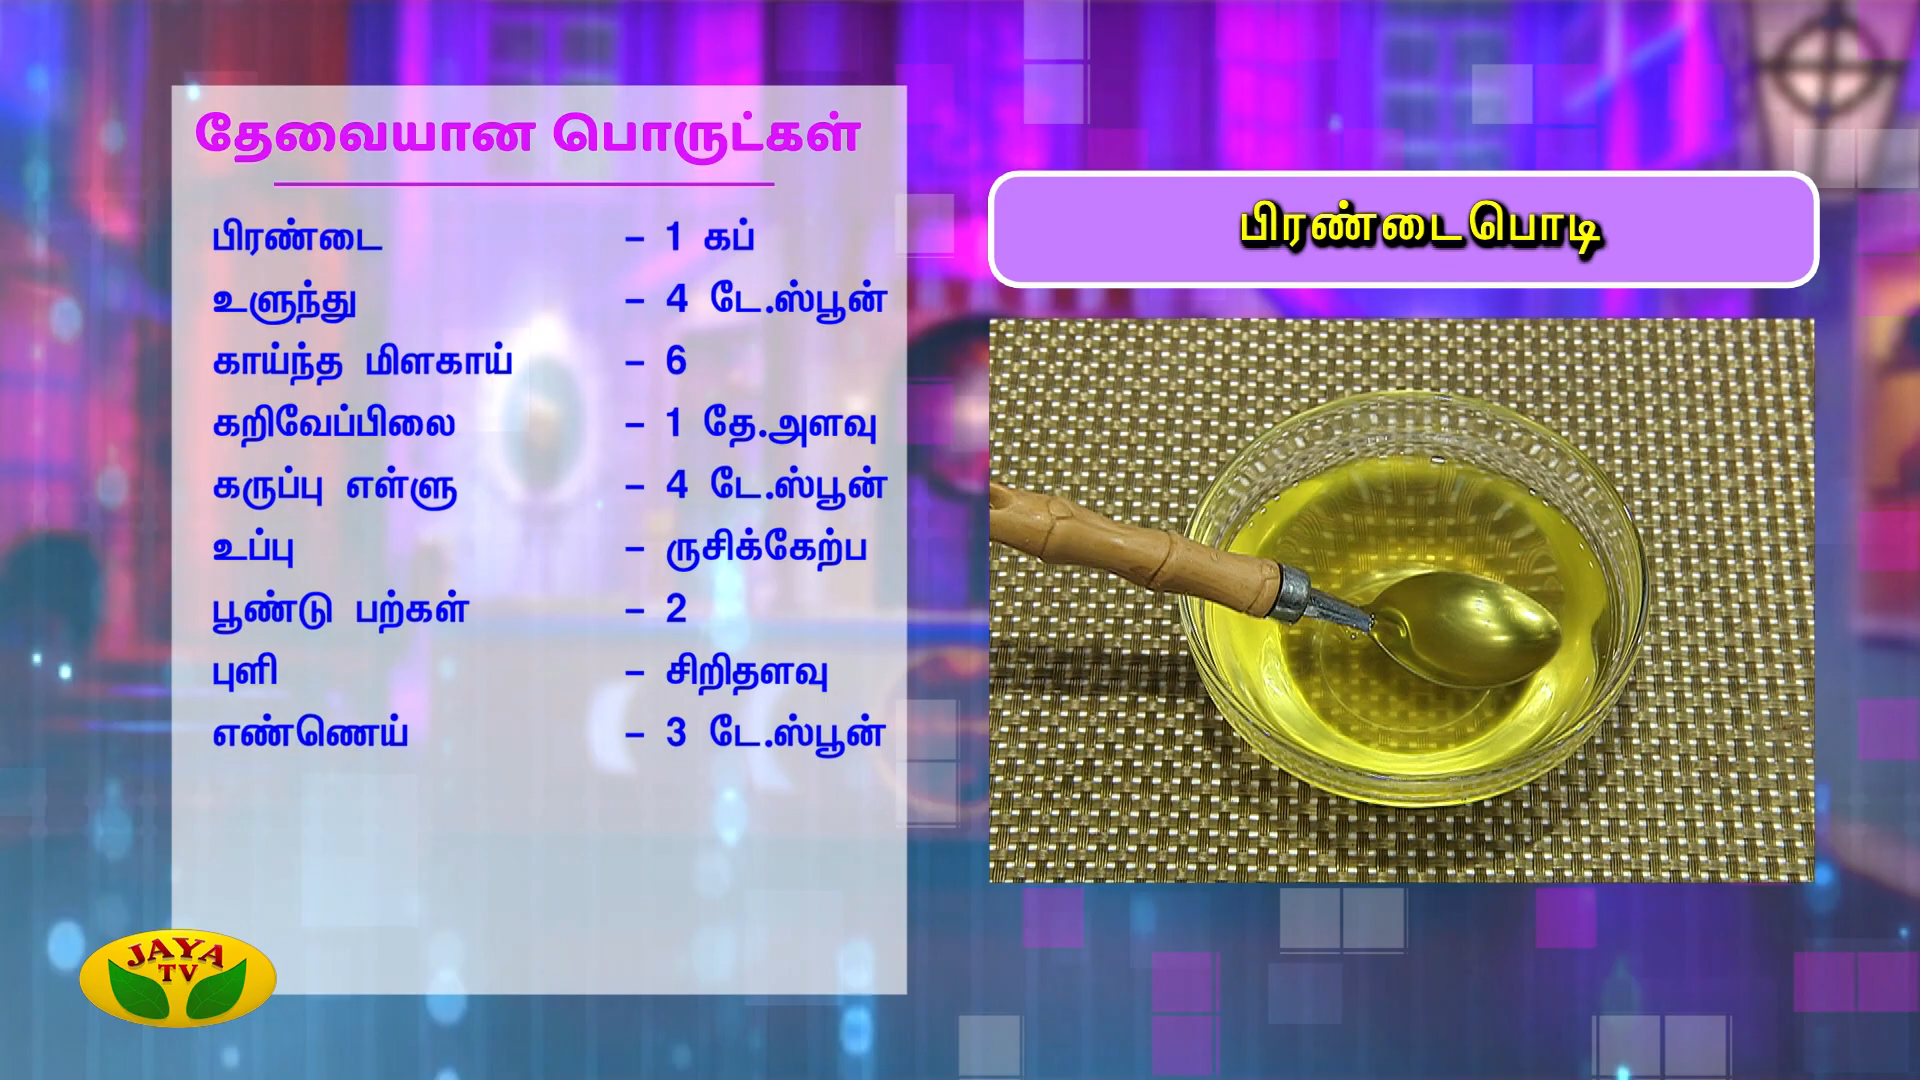 தேவையான பொருட்கள்
பிரண்டை - 1 கப்
உளுந்து - 4 டே.ஸ்பூன்
காய்ந்த மிளகாய் - 6
கறிவேப்பிலை - 1 தே.அளவு
கருப்பு எள்ளு - 4 டே.ஸ்பூன்
உப்பு - ருசிக்கேற்ப
பூண்டு பற்கள் - 2
புளி - சிறிதளவு
எண்ணெய் - 3 டே.ஸ்பூன்
பிரண்டைபொடி
JAYA
TV